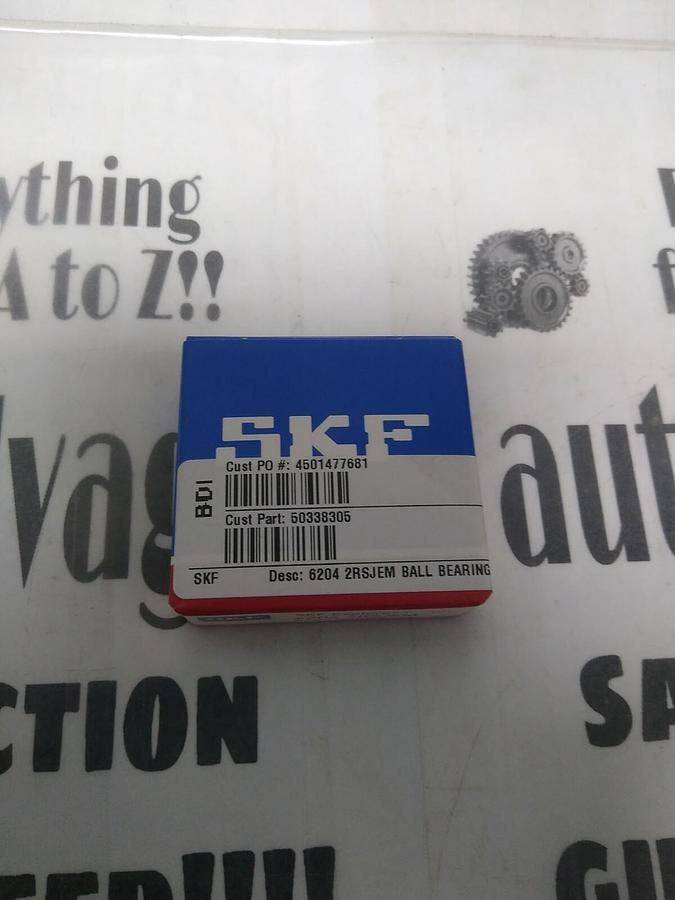 ything
A to Z!!
SKF
Cust PO #: 4501477681
BDI
Cust Part: 50338305
SKF Desc: 6204 2RSJEM BALL BEARING
vag
aut
CTION
SA